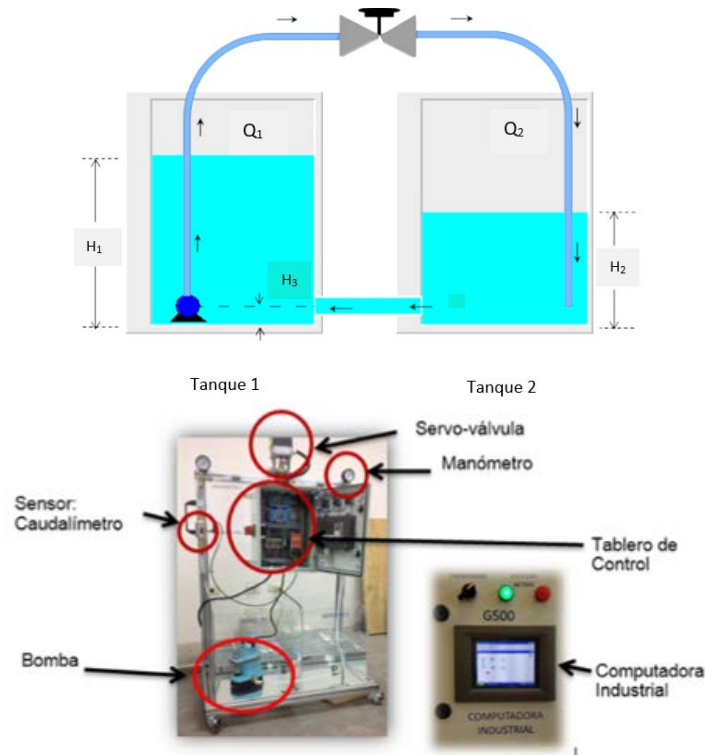 Q1
Q2
H1
H3
H2
Tanque 1
Tanque 2
Servo-válvula
Manómetro
Sensor:
Caudalímetro
Tablero de
Control
Bomba
G500
Computadora
Industrial
COMPUTADORA
INDUSTRIAL